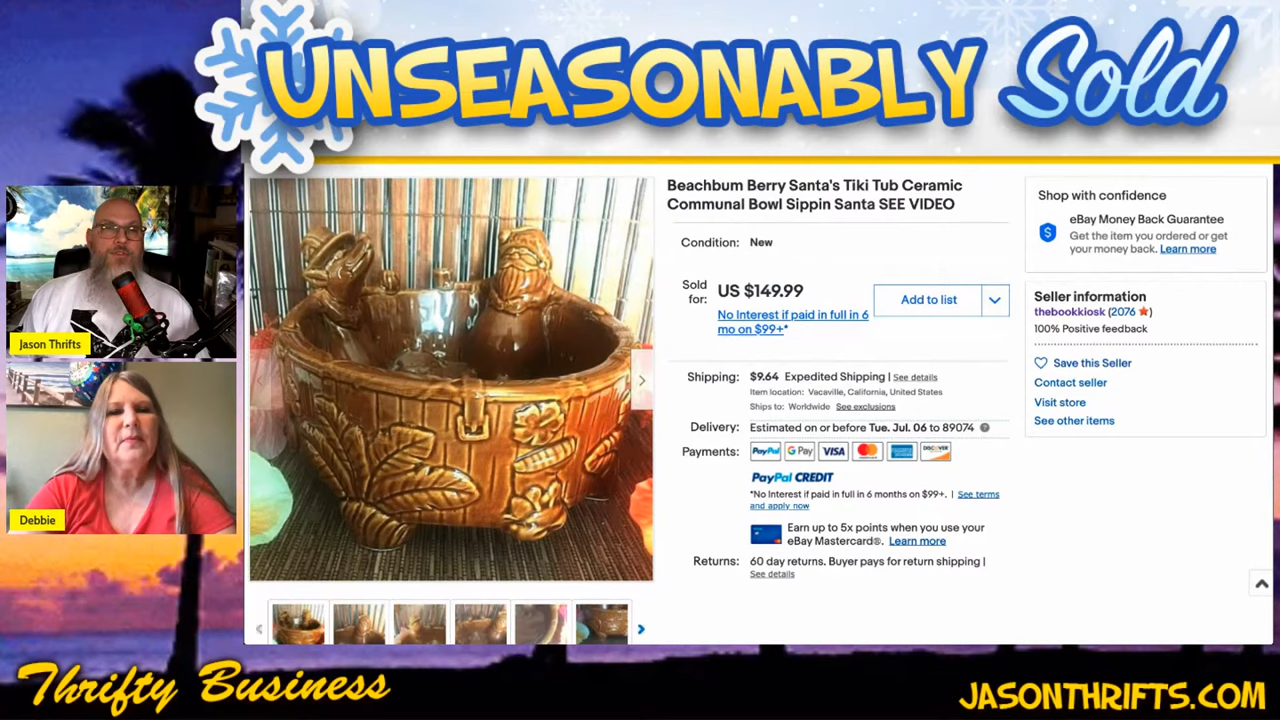 UNSEASONABLY Sold
Jason Thrifts
Debbie
Beachbum Berry Santa's Tiki Tub Ceramic
Communal Bowl Sippin Santa SEE VIDEO
Condition: New
Sold
for:
US $149.99
No Interest if paid in full in 6
mo on $99+*
Add to list
Shipping: $9.64 Expedited Shipping | See details
Item location: Vacaville, California, United States
Ships to: Worldwide See exclusions
Delivery: Estimated on or before Tue. Jul. 06 to 89074
Payments: PayPal G Pay VISA MasterCard AMERICAN EXPRESS DISCOVER
PayPal CREDIT
*No Interest if paid in full in 6 months on $99+. | See terms
and apply now
Earn up to 5x points when you use your
eBay Mastercard®. Learn more
Returns: 60 day returns. Buyer pays for return shipping |
See details
Shop with confidence
eBay Money Back Guarantee
Get the item you ordered or get
your money back. Learn more
Seller information
thebookkiosk (2076)
100% Positive feedback
Save this Seller
Contact seller
Visit store
See other items
Thrifty Business
JASONTHRIFTS.COM